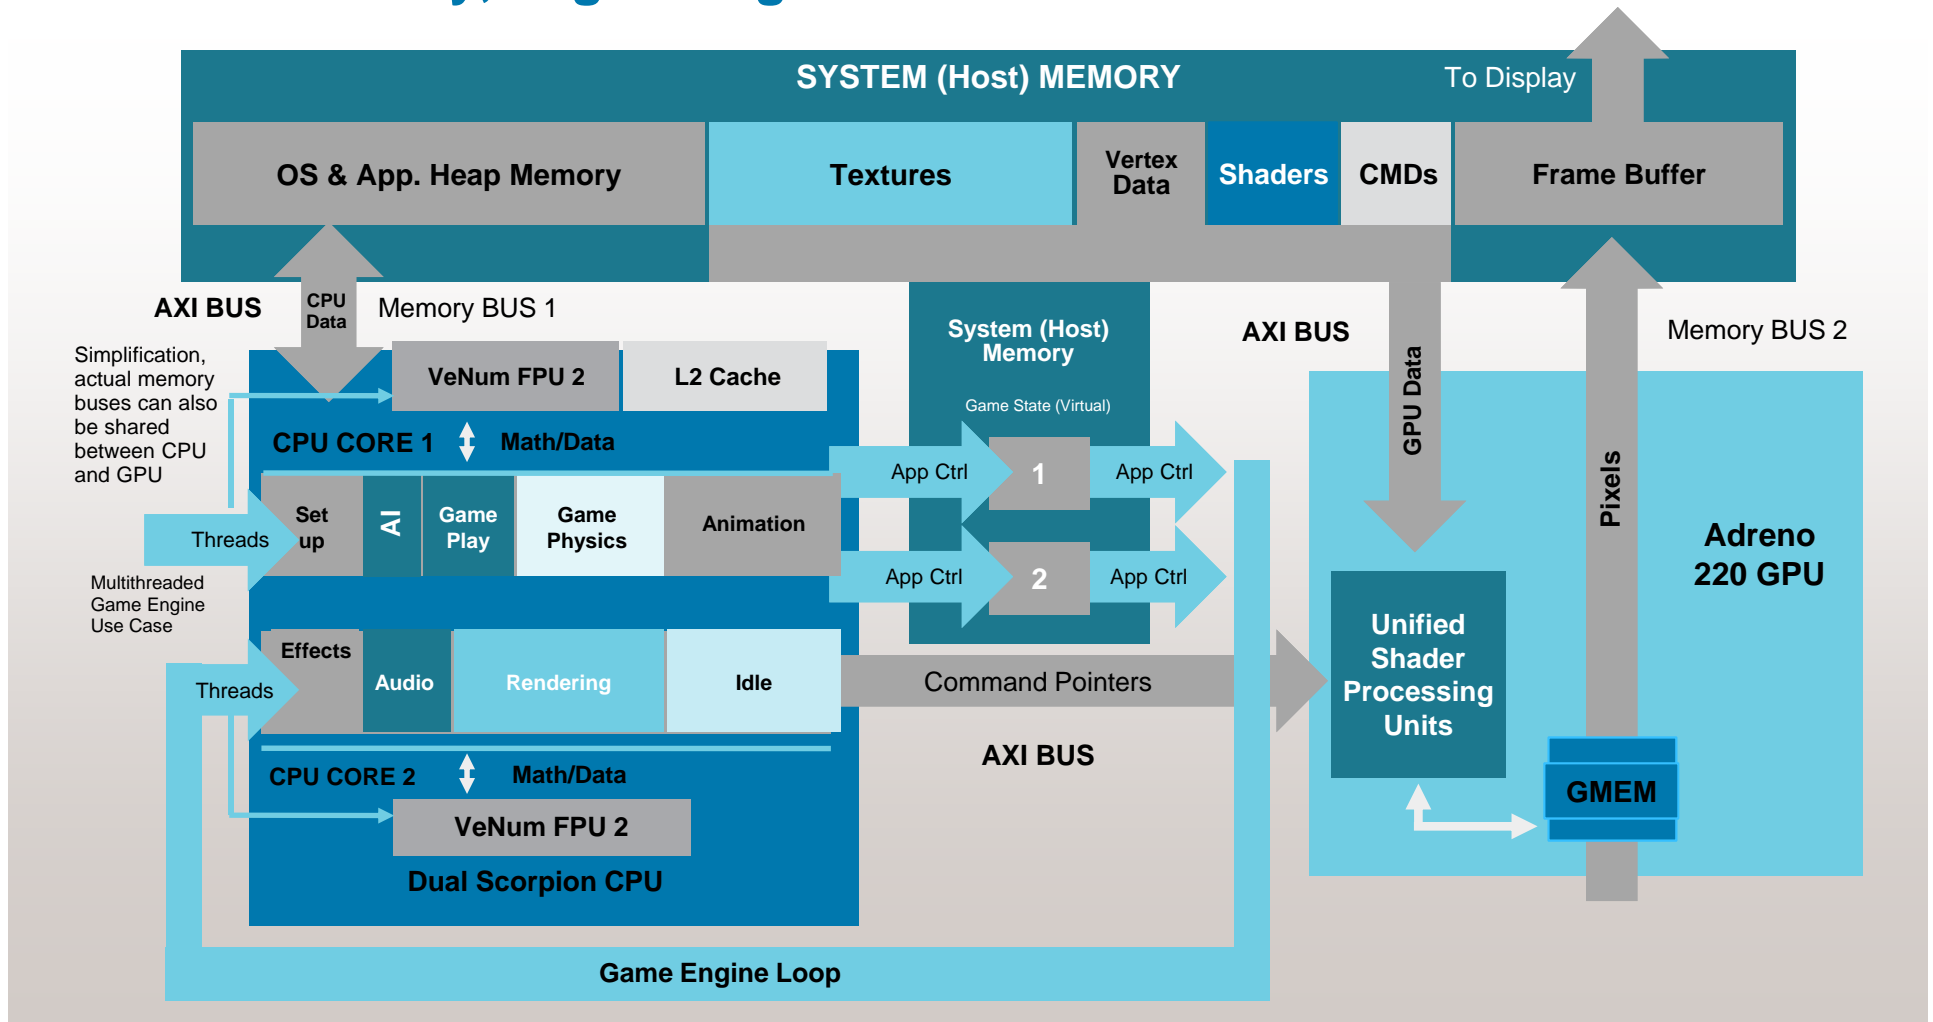 SYSTEM (Host) MEMORY
To Display
OS & App. Heap Memory
Textures
Vertex
Data
Shaders
CMDs
Frame Buffer
AXI BUS
CPU
Data
Memory BUS 1
System (Host)
Memory
AXI BUS
GPU Data
Memory BUS 2
Simplification,
actual memory
buses can also
be shared
between CPU
and GPU
VeNum FPU 2
L2 Cache
Game State (Virtual)
CPU CORE 1
Math/Data
App Ctrl
1
App Ctrl
Pixels
Threads
Set
up
AI
Game
Play
Game
Physics
Animation
Adreno
220 GPU
App Ctrl
2
App Ctrl
Multithreaded
Game Engine
Use Case
Unified
Shader
Processing
Units
Threads
Effects
Audio
Rendering
Idle
Command Pointers
AXI BUS
CPU CORE 2
Math/Data
GMEM
VeNum FPU 2
Dual Scorpion CPU
Game Engine Loop